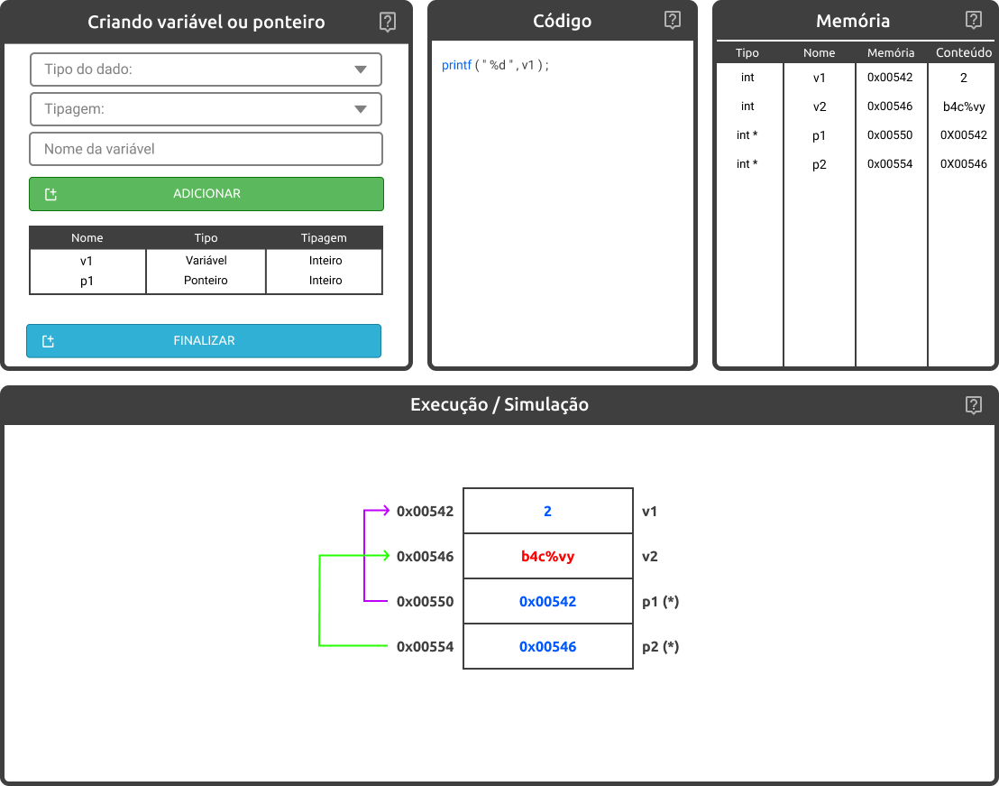 Criando variável ou ponteiro
Tipo do dado:
Tipagem:
Nome da variável
ADICIONAR
Nome Tipo Tipagem
v1 Variável Inteiro
p1 Ponteiro Inteiro
FINALIZAR
Código
printf ( " %d " , v1 ) ;
Memória
Tipo Nome Memória Conteúdo
int v1 0x00542 2
int v2 0x00546 b4c%vy
int * p1 0x00550 0X00542
int * p2 0x00554 0X00546
Execução / Simulação
0x00542 2 v1
0x00546 b4c%vy v2
0x00550 0x00542 p1 (*)
0x00554 0x00546 p2 (*)